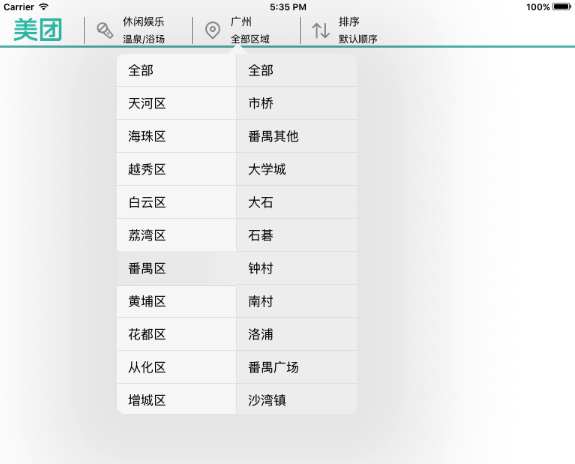 Carrier 5:35 PM 100%
美团
休闲娱乐
温泉/浴场
广州
全部区域
排序
默认顺序
全部
天河区
海珠区
越秀区
白云区
荔湾区
番禺区
黄埔区
花都区
从化区
增城区
全部
市桥
番禺其他
大学城
大石
石碁
钟村
南村
洛浦
番禺广场
沙湾镇